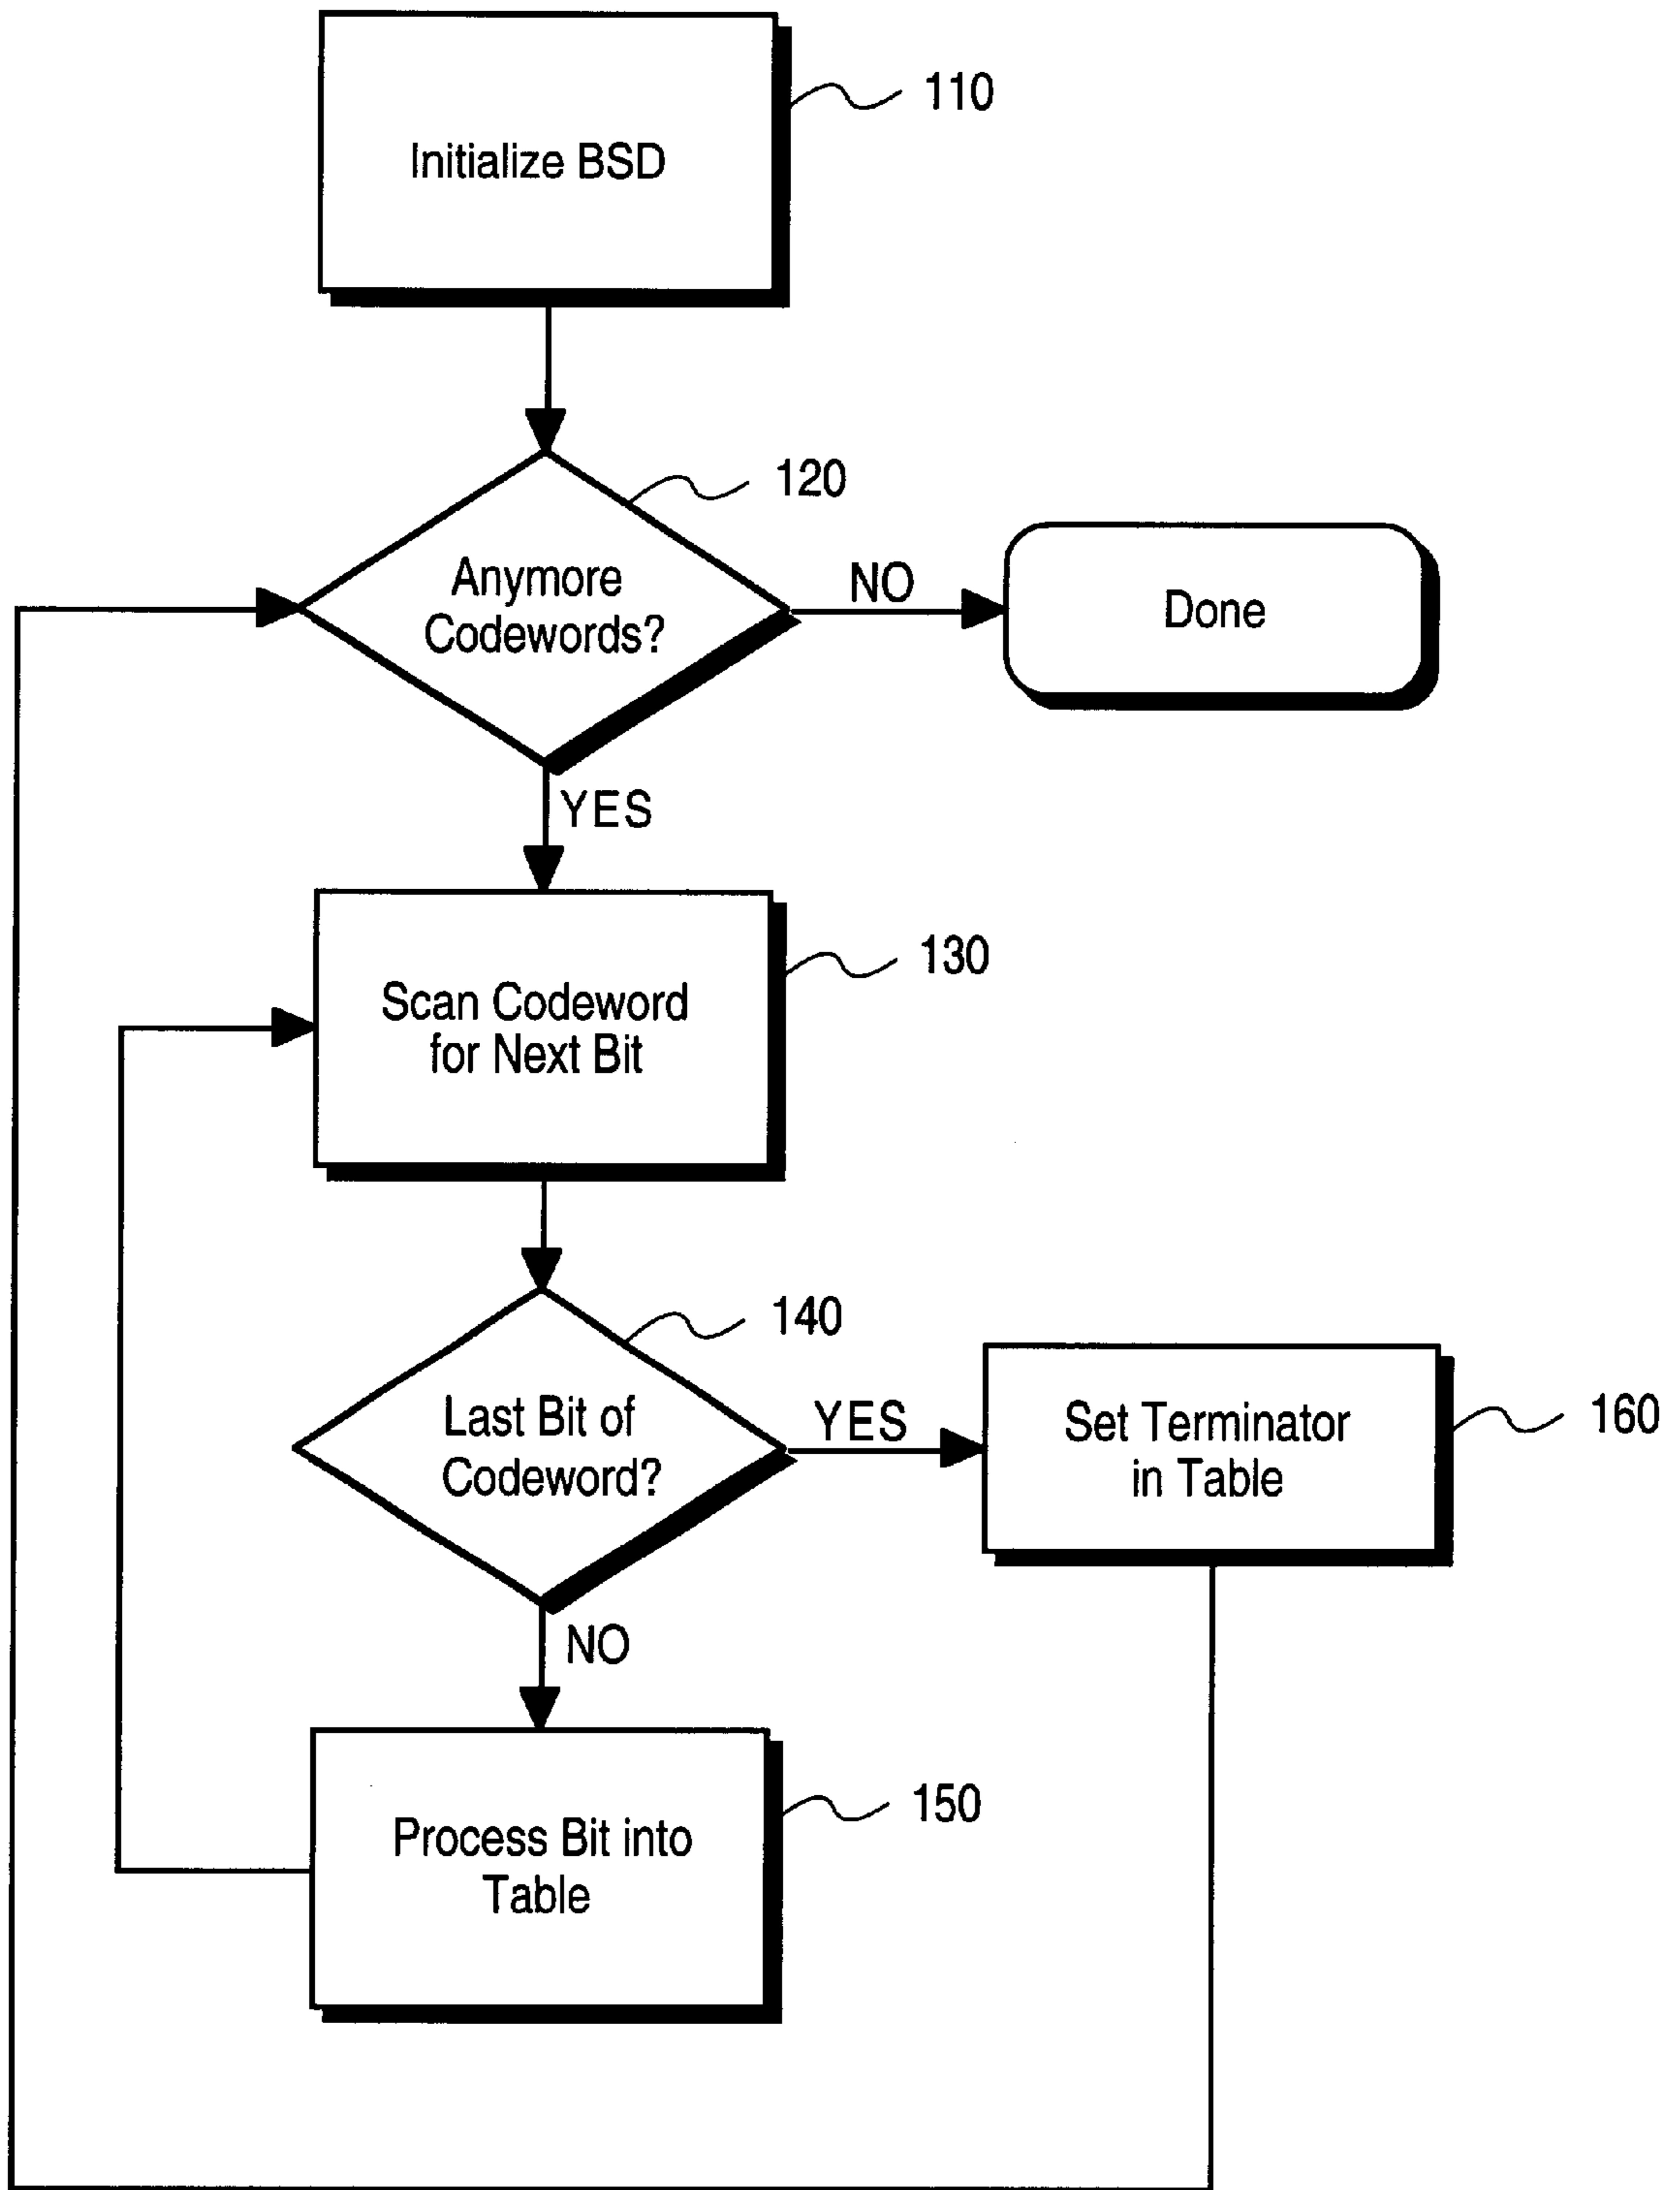 110
Initialize BSD
120
Anymore
Codewords?
NO
Done
YES
130
Scan Codeword
for Next Bit
140
Last Bit of
Codeword?
YES
Set Terminator
in Table
160
NO
150
Process Bit into
Table